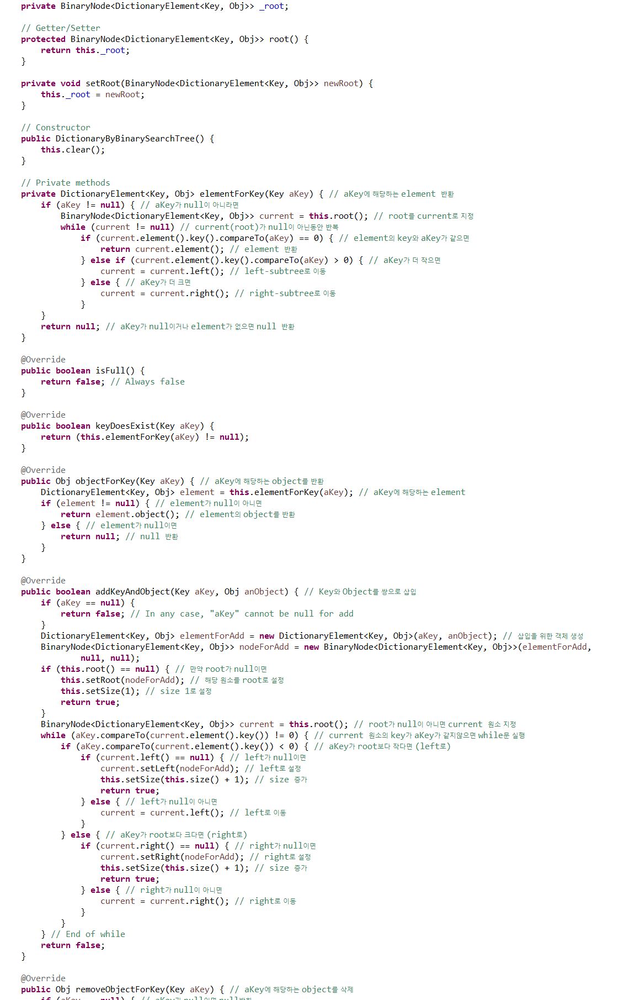 private BinaryNode<DictionaryElement<Key, Obj>> _root;
// Getter/Setter
protected BinaryNode<DictionaryElement<Key, Obj>> root() {
return this._root;
}
private void setRoot(BinaryNode<DictionaryElement<Key, Obj>> newRoot) {
this._root = newRoot;
}
// Constructor
public DictionaryByBinarySearchTree() {
this.clear();
}
// Private methods
private DictionaryElement<Key, Obj> elementForKey(Key aKey) { // aKey에 해당하는 element 반환
if (aKey != null) { // aKey가 null이 아니라면
BinaryNode<DictionaryElement<Key, Obj>> current = this.root(); // root를 current로 지정
while (current != null) // current(root)가 null이 아닌동안 반복
if (current.element().key().compareTo(aKey) == 0) { // element의 key와 aKey가 같으면
return current.element(); // element 반환
} else if (current.element().key().compareTo(aKey) > 0) { // aKey가 더 작으면
current = current.left(); // left-subtree로 이동
} else { // aKey가 더 크면
current = current.right(); // right-subtree로 이동
}
}
return null; // aKey가 null이거나 element가 없으면 null 반환
}
@Override
public boolean isFull() {
return false; // Always false
}
@Override
public boolean keyDoesExist(Key aKey) {
return (this.elementForKey(aKey) != null);
}
@Override
public Obj objectForKey(Key aKey) { // aKey에 해당하는 object를 반환
DictionaryElement<Key, Obj> element = this.elementForKey(aKey); // aKey에 해당하는 element
if (element != null) { // element가 null이 아니면
return element.object(); // element의 object를 반환
} else { // element가 null이면
return null; // null 반환
}
}
@Override
public boolean addKeyAndObject(Key aKey, Obj anObject) { // Key와 Object를 쌍으로 삽입
if (aKey == null) {
return false; // In any case, "aKey" cannot be null for add
}
DictionaryElement<Key, Obj> elementForAdd = new DictionaryElement<Key, Obj>(aKey, anObject); // 삽입을 위한 객체 생성
BinaryNode<DictionaryElement<Key, Obj>> nodeForAdd = new BinaryNode<DictionaryElement<Key, Obj>>(elementForAdd,
null, null);
if (this.root() == null) { // 만약 root가 null이면
this.setRoot(nodeForAdd); // 해당 원소를 root로 설정
this.setSize(1); // size 1로 설정
return true;
}
BinaryNode<DictionaryElement<Key, Obj>> current = this.root(); // root가 null이 아니면 current 원소 지정
while (aKey.compareTo(current.element().key()) != 0) { // current 원소의 key가 aKey가 같지않으면 while문 실행
if (aKey.compareTo(current.element().key()) < 0) { // aKey가 root보다 작다면 (left로)
if (current.left() == null) { // left가 null이면
current.setLeft(nodeForAdd); // left로 설정
this.setSize(this.size() + 1); // size 증가
return true;
} else { // left가 null이 아니면
current = current.left(); // left로 이동
}
} else { // aKey가 root보다 크다면 (right로)
if (current.right() == null) { // right가 null이면
current.setRight(nodeForAdd); // right로 설정
this.setSize(this.size() + 1); // size 증가
return true;
} else { // right가 null이 아니면
current = current.right(); // right로 이동
}
}
} // End of while
return false;
}
@Override
public Obj removeObjectForKey(Key aKey) { // aKey에 해당하는 object를 삭제